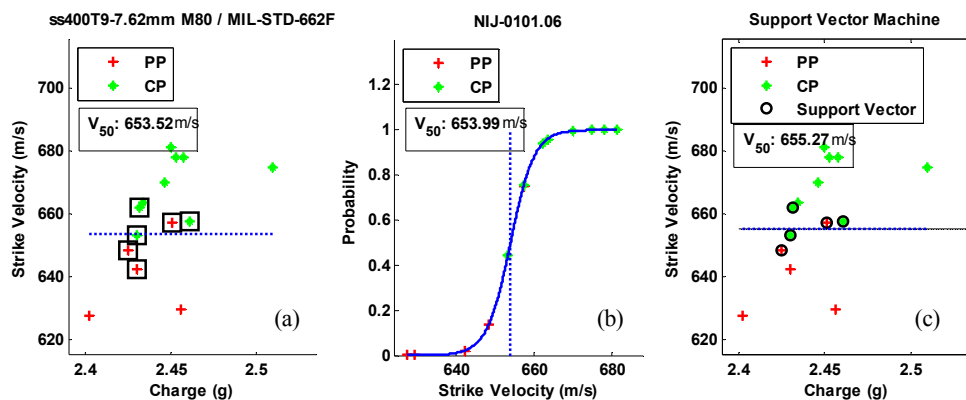 ss400T9-7.62mm M80 / MIL-STD-662F
PP
CP
V50: 653.52 m/s
Strike Velocity (m/s)
700
680
660
640
620
2.4
2.45
2.5
Charge (g)
(a)
NIJ-0101.06
PP
CP
V50: 653.99 m/s
Probability
1.2
1
0.8
0.6
0.4
0.2
0
640
660
680
Strike Velocity (m/s)
(b)
Support Vector Machine
PP
CP
Support Vector
V50: 655.27 m/s
Strike Velocity (m/s)
700
680
660
640
620
2.4
2.45
2.5
Charge (g)
(c)